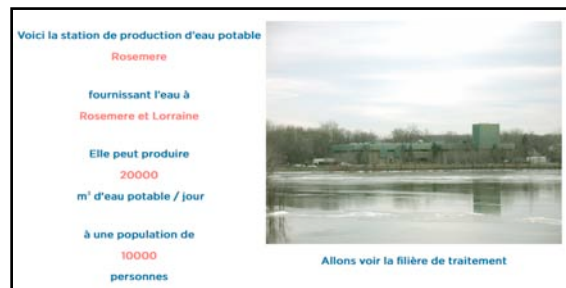 Voici la station de production d'eau potable
Rosemere
fournissant l'eau à
Rosemere et Lorraine
Elle peut produire
20000
m³ d'eau potable / jour
à une population de
10000
personnes
Allons voir la filière de traitement